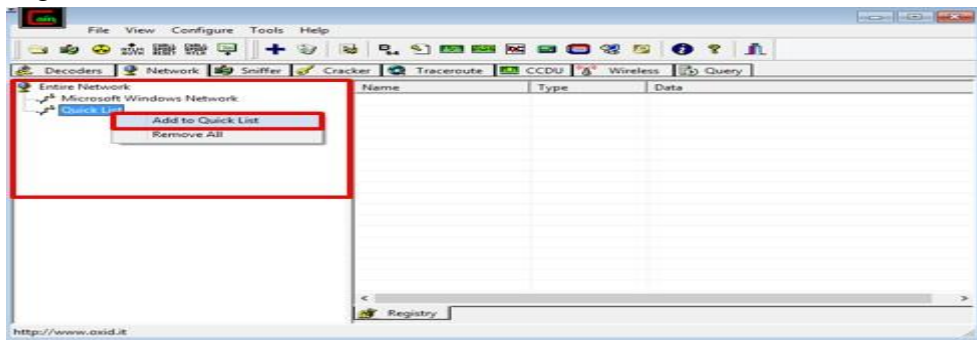 Cain
File View Configure Tools Help
Decoders Network Sniffer Cracker Traceroute CCDU Wireless Query
Entire Network
Microsoft Windows Network
Quick List
Add to Quick List
Remove All
Name Type Data
Registry
http://www.oxid.it